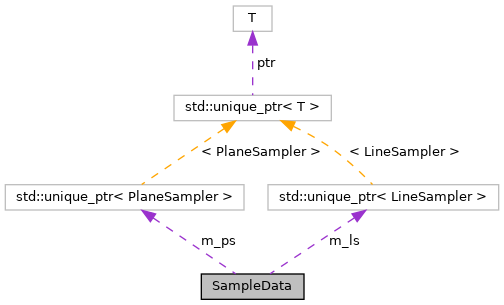 T
ptr
std::unique_ptr< T >
< PlaneSampler >
< LineSampler >
std::unique_ptr< PlaneSampler >
std::unique_ptr< LineSampler >
m_ps
m_ls
SampleData